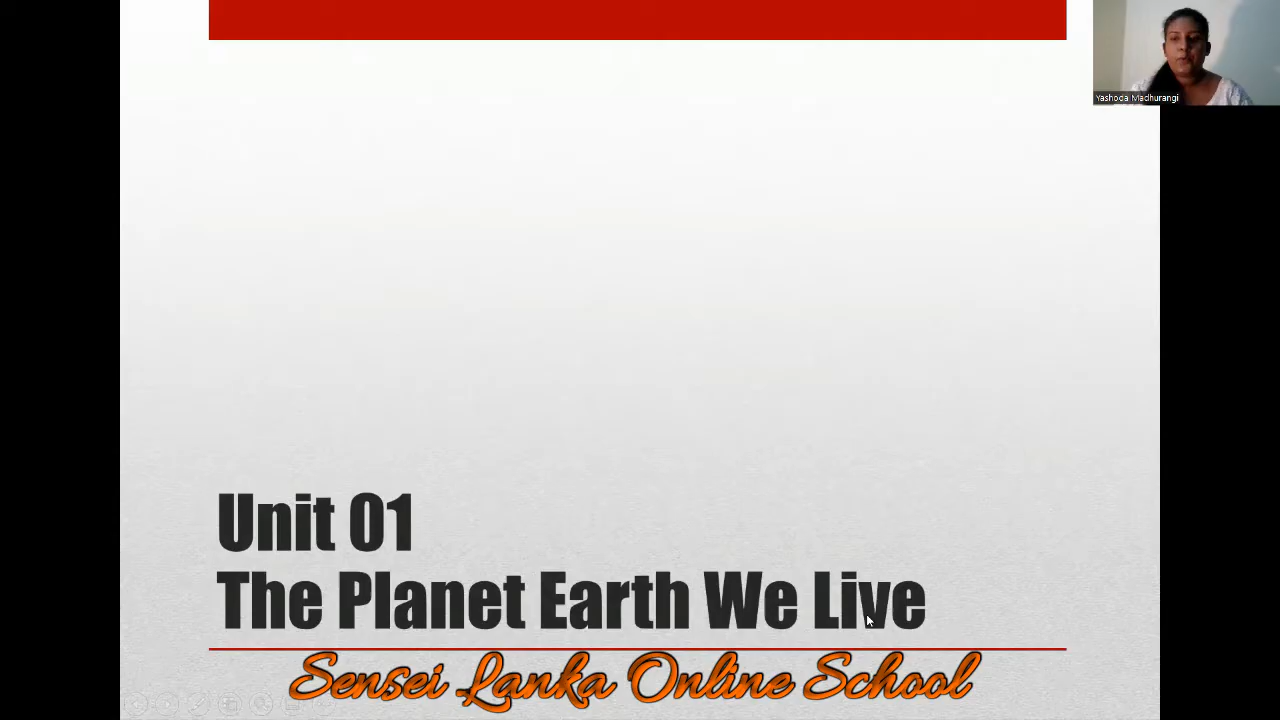 Yashoda Madhurangi
Unit 01
The Planet Earth We Live
Sensei Lanka Online School